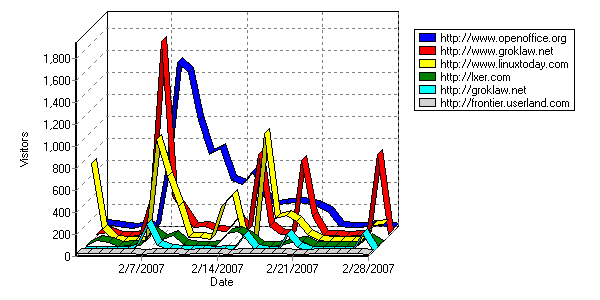 1,800
1,600
1,400
1,200
1,000
800
600
400
200
0
Visitors
2/7/2007
2/14/2007
2/21/2007
2/28/2007
Date
http://www.openoffice.org
http://www.groklaw.net
http://www.linuxtoday.com
http://lxer.com
http://groklaw.net
http://frontier.userland.com